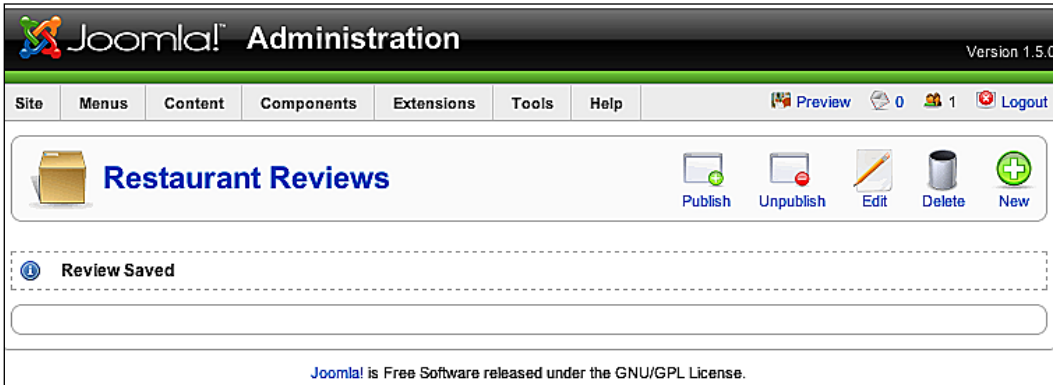 Joomla!™ Administration
Version 1.5.0
Site Menus Content Components Extensions Tools Help Preview 0 1 Logout
Restaurant Reviews
Publish Unpublish Edit Delete New
Review Saved
Joomla! is Free Software released under the GNU/GPL License.